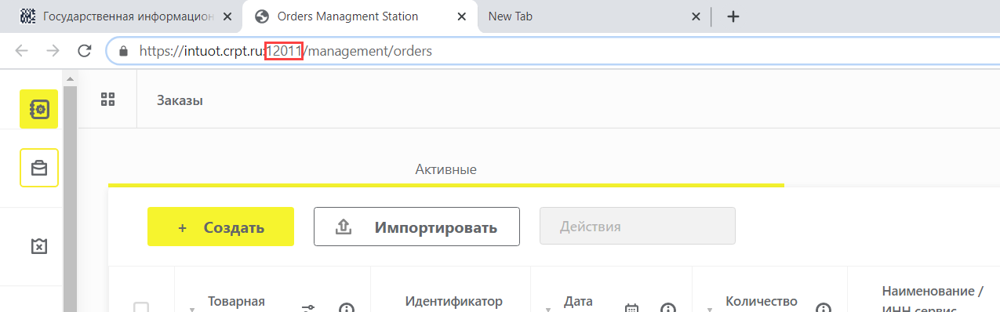 Государственная информацион
Orders Managment Station
New Tab
https://intuot.crpt.ru:12011/management/orders
Заказы
Активные
+ Создать
Импортировать
Действия
Товарная
Идентификатор
Дата
Количество
Наименование /
ИНН сервис